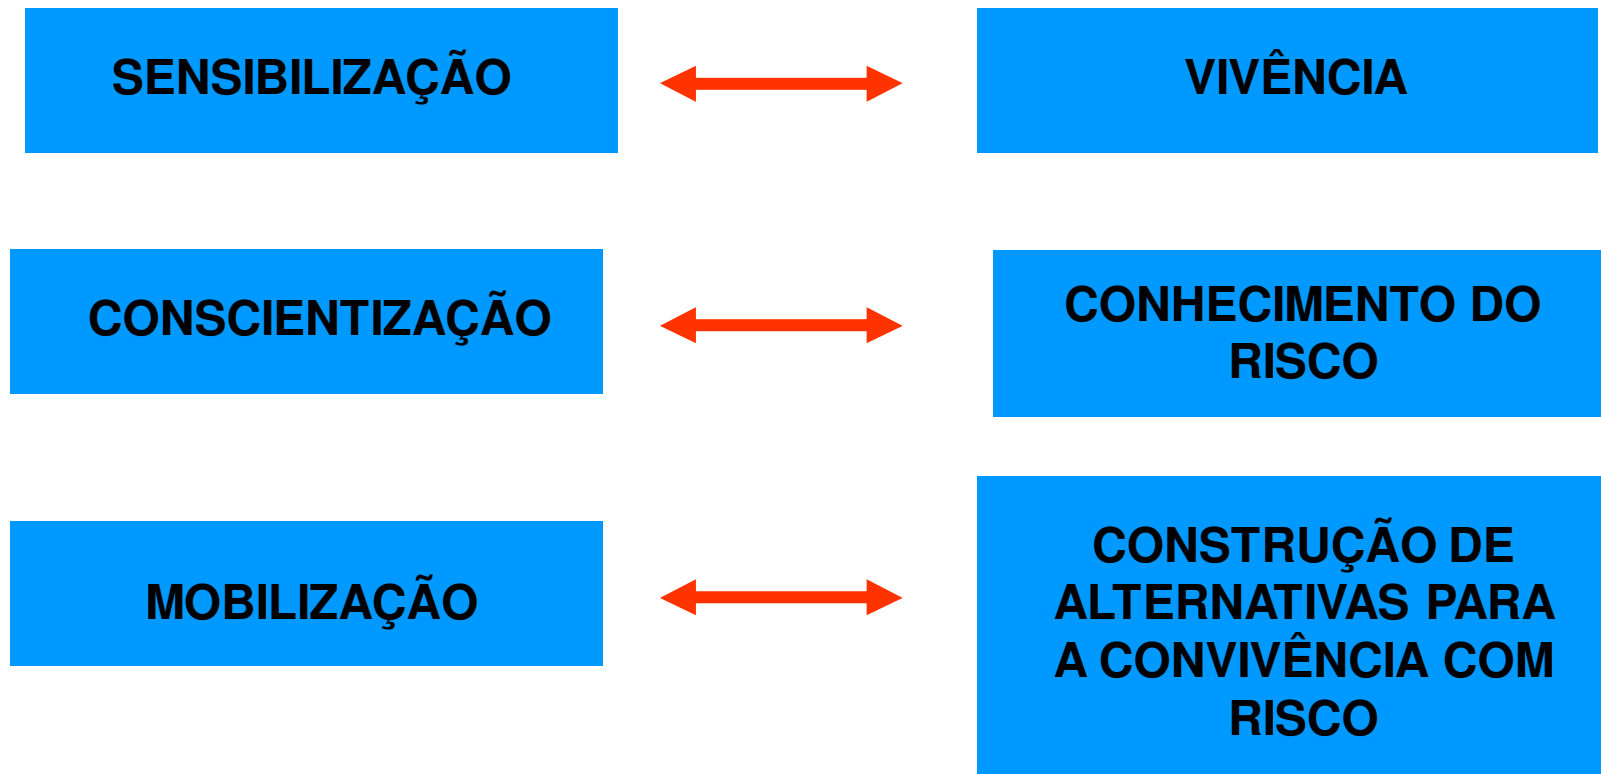 SENSIBILIZAÇÃO
VIVÊNCIA
CONSCIENTIZAÇÃO
CONHECIMENTO DO
RISCO
MOBILIZAÇÃO
CONSTRUÇÃO DE
ALTERNATIVAS PARA
A CONVIVÊNCIA COM
RISCO